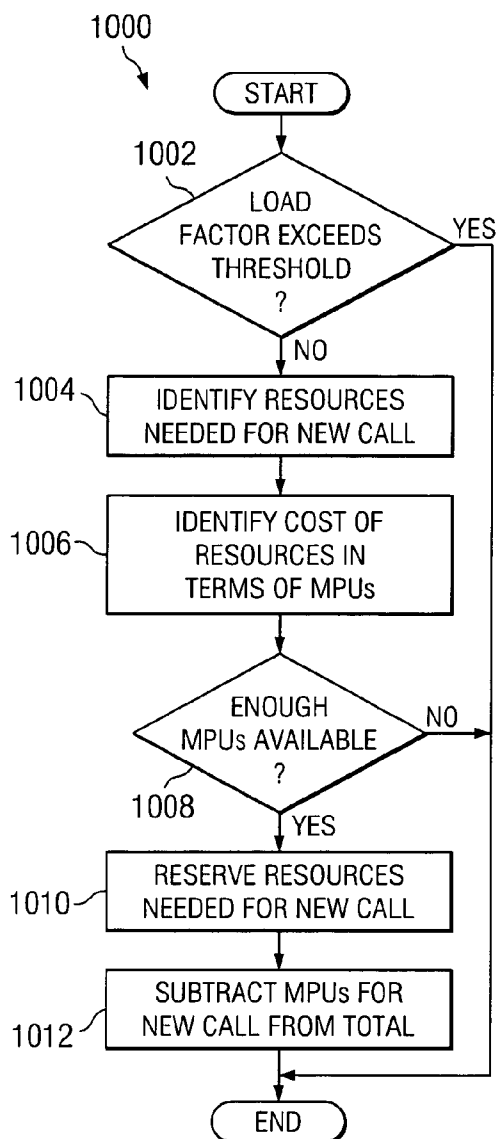 1000
START
1002
LOAD
FACTOR EXCEEDS
THRESHOLD
?
YES
NO
1004
IDENTIFY RESOURCES
NEEDED FOR NEW CALL
1006
IDENTIFY COST OF
RESOURCES IN
TERMS OF MPUs
ENOUGH
MPUs AVAILABLE
?
NO
1008
YES
1010
RESERVE RESOURCES
NEEDED FOR NEW CALL
1012
SUBTRACT MPUs FOR
NEW CALL FROM TOTAL
END